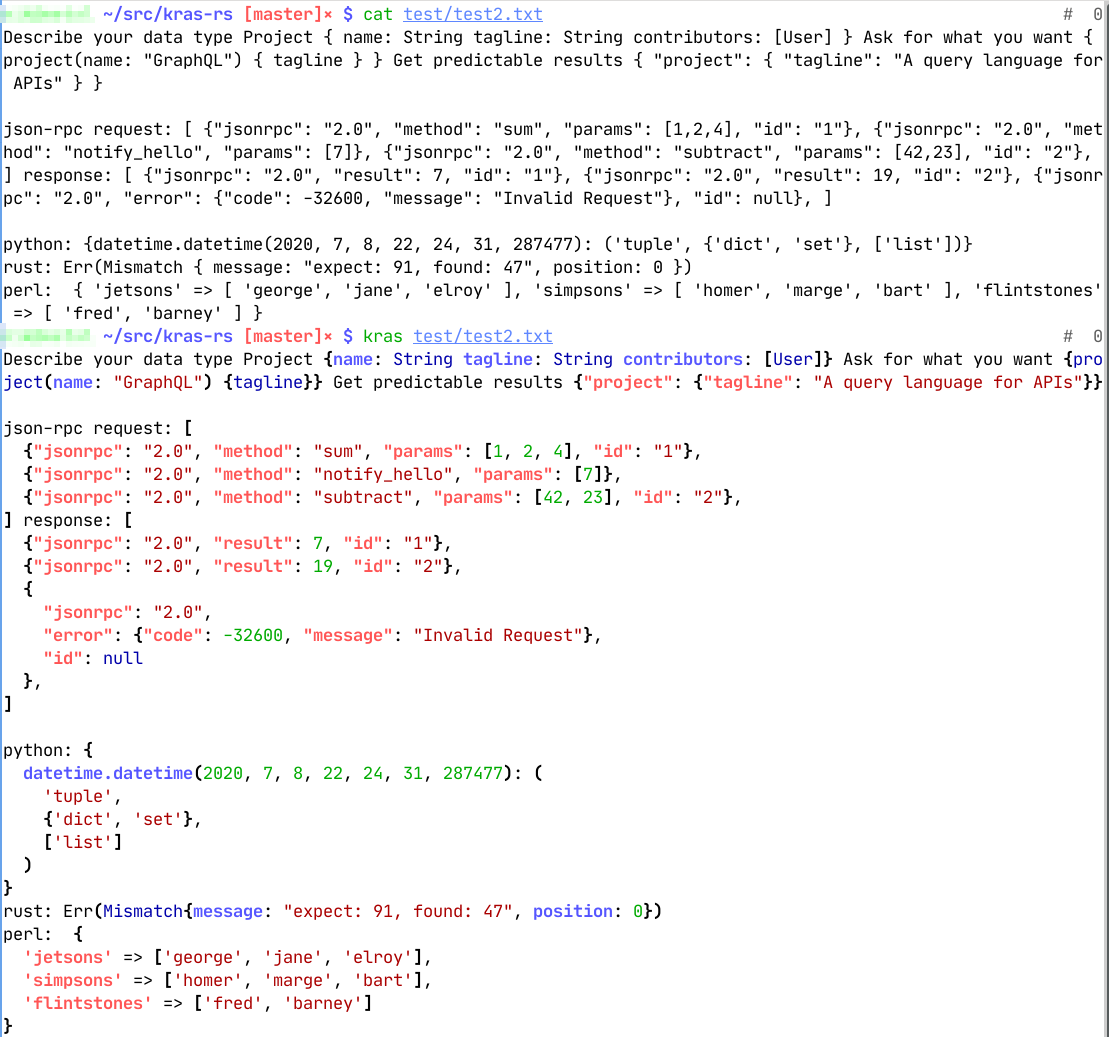 ~/src/kras-rs [master]× $ cat test/test2.txt # 0
Describe your data type Project { name: String tagline: String contributors: [User] } Ask for what you want {
project(name: "GraphQL") { tagline } } Get predictable results { "project": { "tagline": "A query language for
 APIs" } }

json-rpc request: [ {"jsonrpc": "2.0", "method": "sum", "params": [1,2,4], "id": "1"}, {"jsonrpc": "2.0", "met
hod": "notify_hello", "params": [7]}, {"jsonrpc": "2.0", "method": "subtract", "params": [42,23], "id": "2"},
] response: [ {"jsonrpc": "2.0", "result": 7, "id": "1"}, {"jsonrpc": "2.0", "result": 19, "id": "2"}, {"jsonr
pc": "2.0", "error": {"code": -32600, "message": "Invalid Request"}, "id": null}, ]

python: {datetime.datetime(2020, 7, 8, 22, 24, 31, 287477): ('tuple', {'dict', 'set'}, ['list'])}
rust: Err(Mismatch { message: "expect: 91, found: 47", position: 0 })
perl:  { 'jetsons' => [ 'george', 'jane', 'elroy' ], 'simpsons' => [ 'homer', 'marge', 'bart' ], 'flintstones'
 => [ 'fred', 'barney' ] }
~/src/kras-rs [master]× $ kras test/test2.txt # 0
Describe your data type Project {name: String tagline: String contributors: [User]} Ask for what you want {pro
ject(name: "GraphQL") {tagline}} Get predictable results {"project": {"tagline": "A query language for APIs"}}

json-rpc request: [
  {"jsonrpc": "2.0", "method": "sum", "params": [1, 2, 4], "id": "1"},
  {"jsonrpc": "2.0", "method": "notify_hello", "params": [7]},
  {"jsonrpc": "2.0", "method": "subtract", "params": [42, 23], "id": "2"},
] response: [
  {"jsonrpc": "2.0", "result": 7, "id": "1"},
  {"jsonrpc": "2.0", "result": 19, "id": "2"},
  {
    "jsonrpc": "2.0",
    "error": {"code": -32600, "message": "Invalid Request"},
    "id": null
  },
]

python: {
  datetime.datetime(2020, 7, 8, 22, 24, 31, 287477): (
    'tuple',
    {'dict', 'set'},
    ['list']
  )
}
rust: Err(Mismatch{message: "expect: 91, found: 47", position: 0})
perl:  {
  'jetsons' => ['george', 'jane', 'elroy'],
  'simpsons' => ['homer', 'marge', 'bart'],
  'flintstones' => ['fred', 'barney']
}